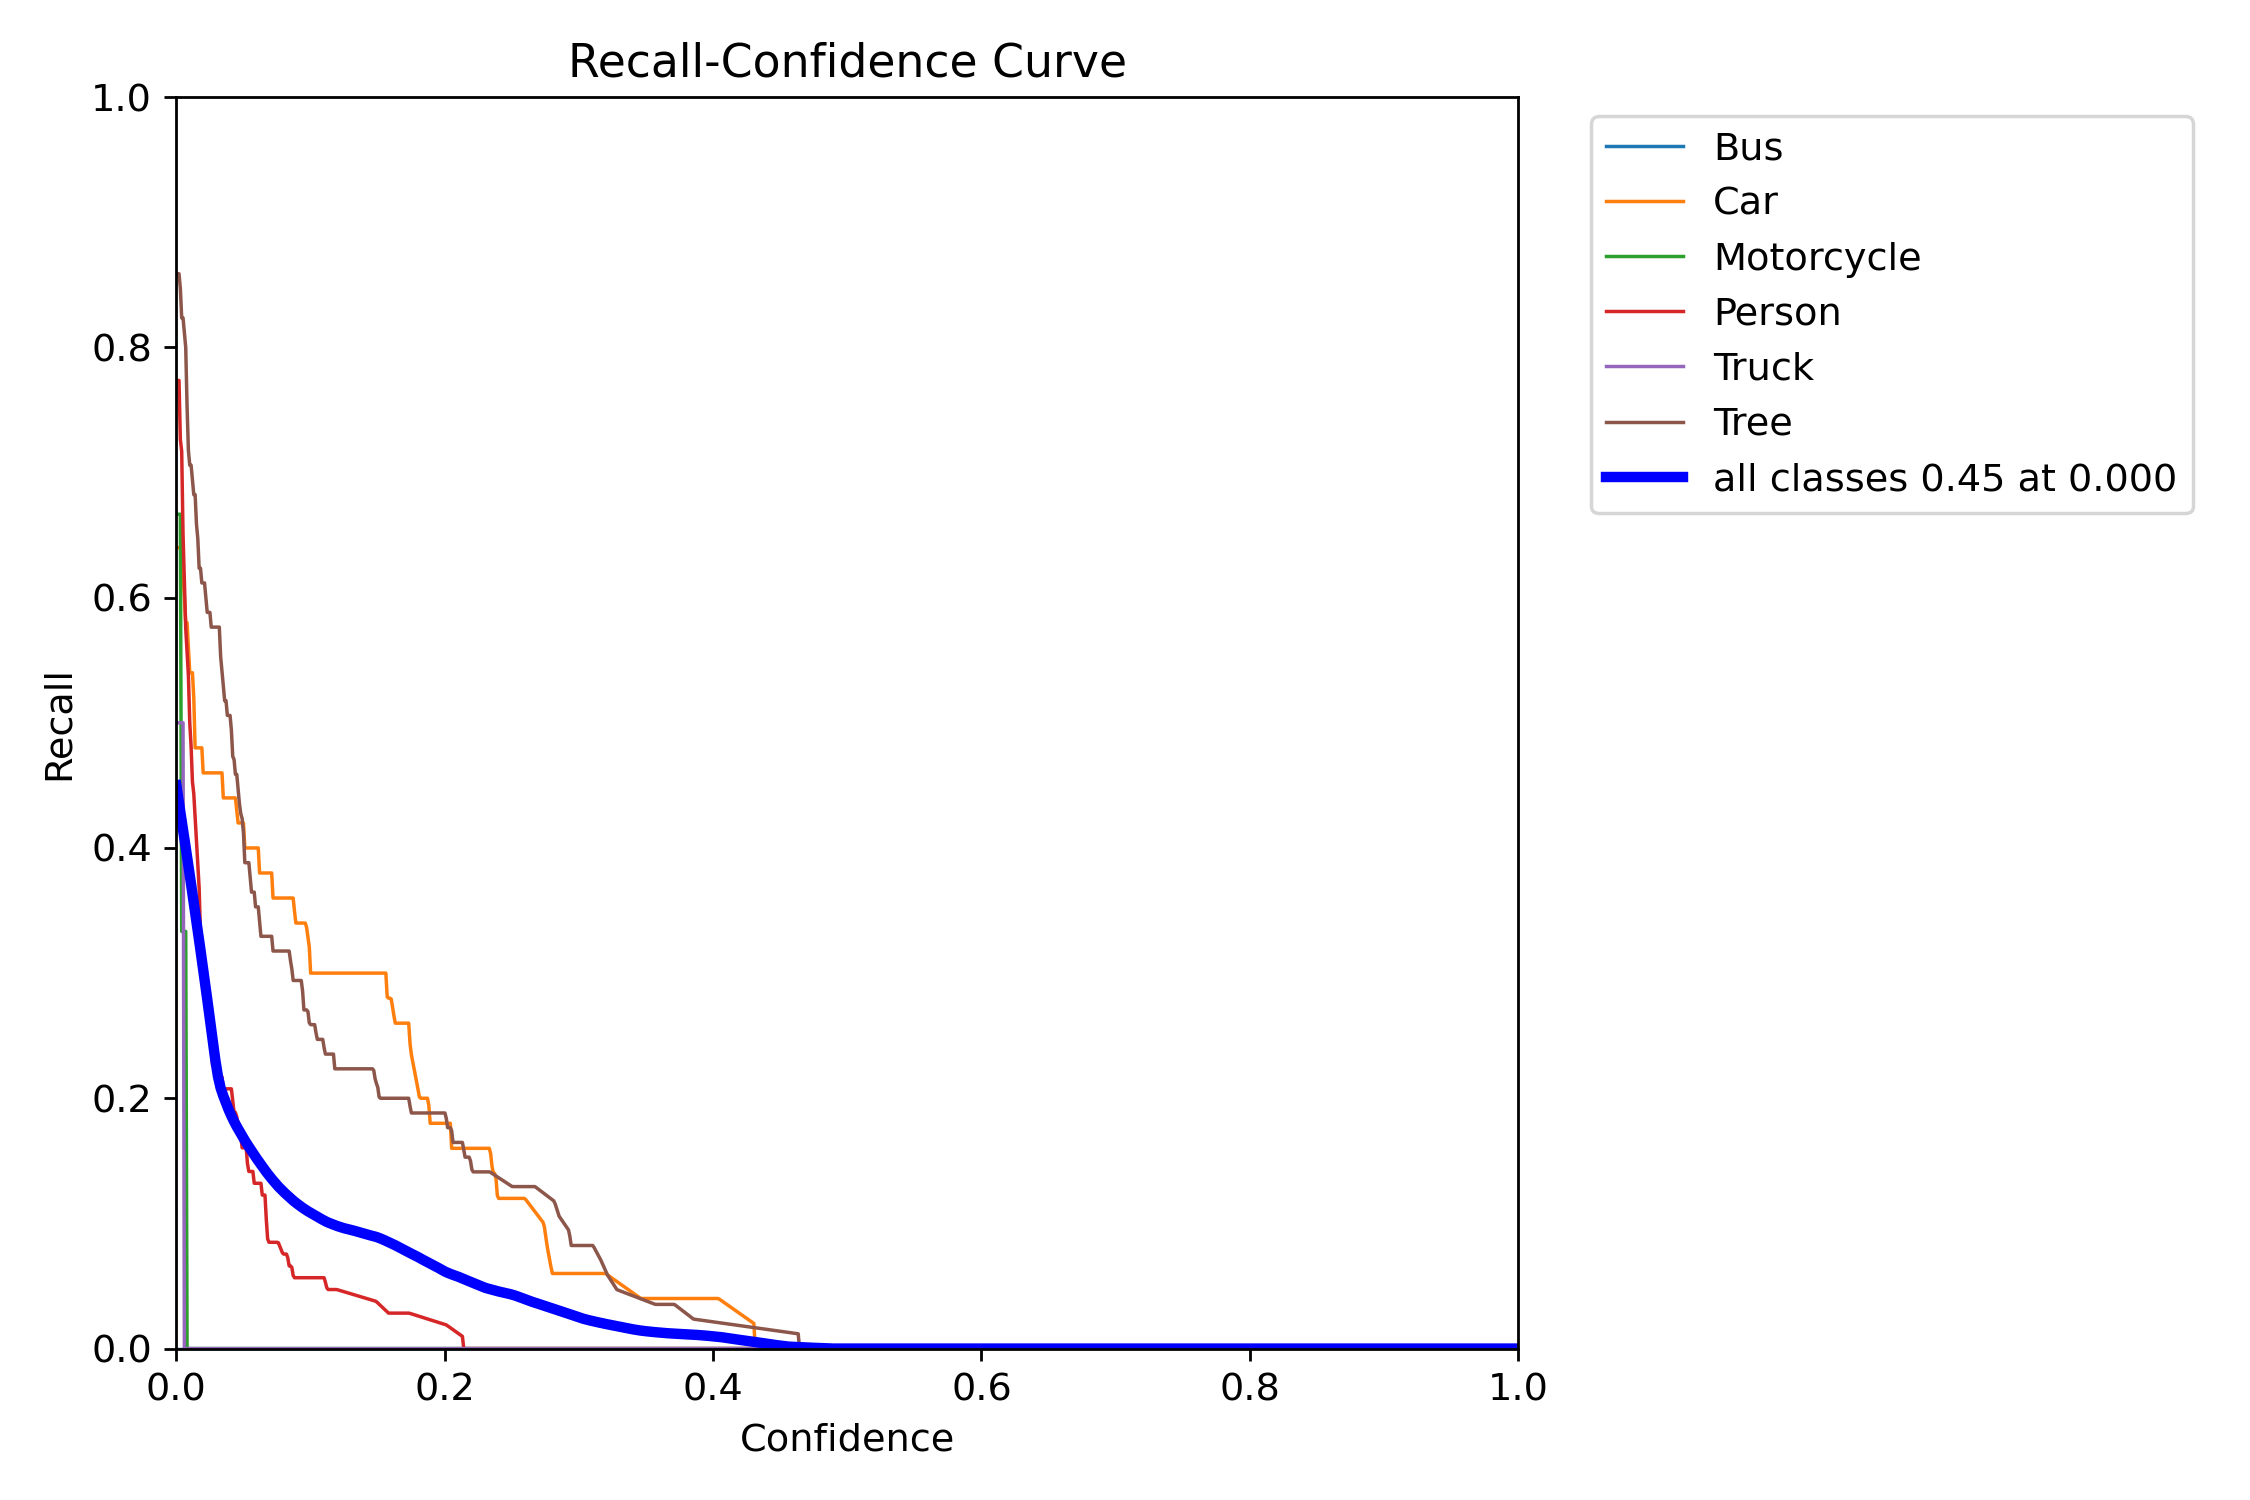 Recall-Confidence Curve
1.0
0.8
0.6
0.4
0.2
0.0
Recall
0.0 0.2 0.4 0.6 0.8 1.0
Confidence
Bus
Car
Motorcycle
Person
Truck
Tree
all classes 0.45 at 0.000